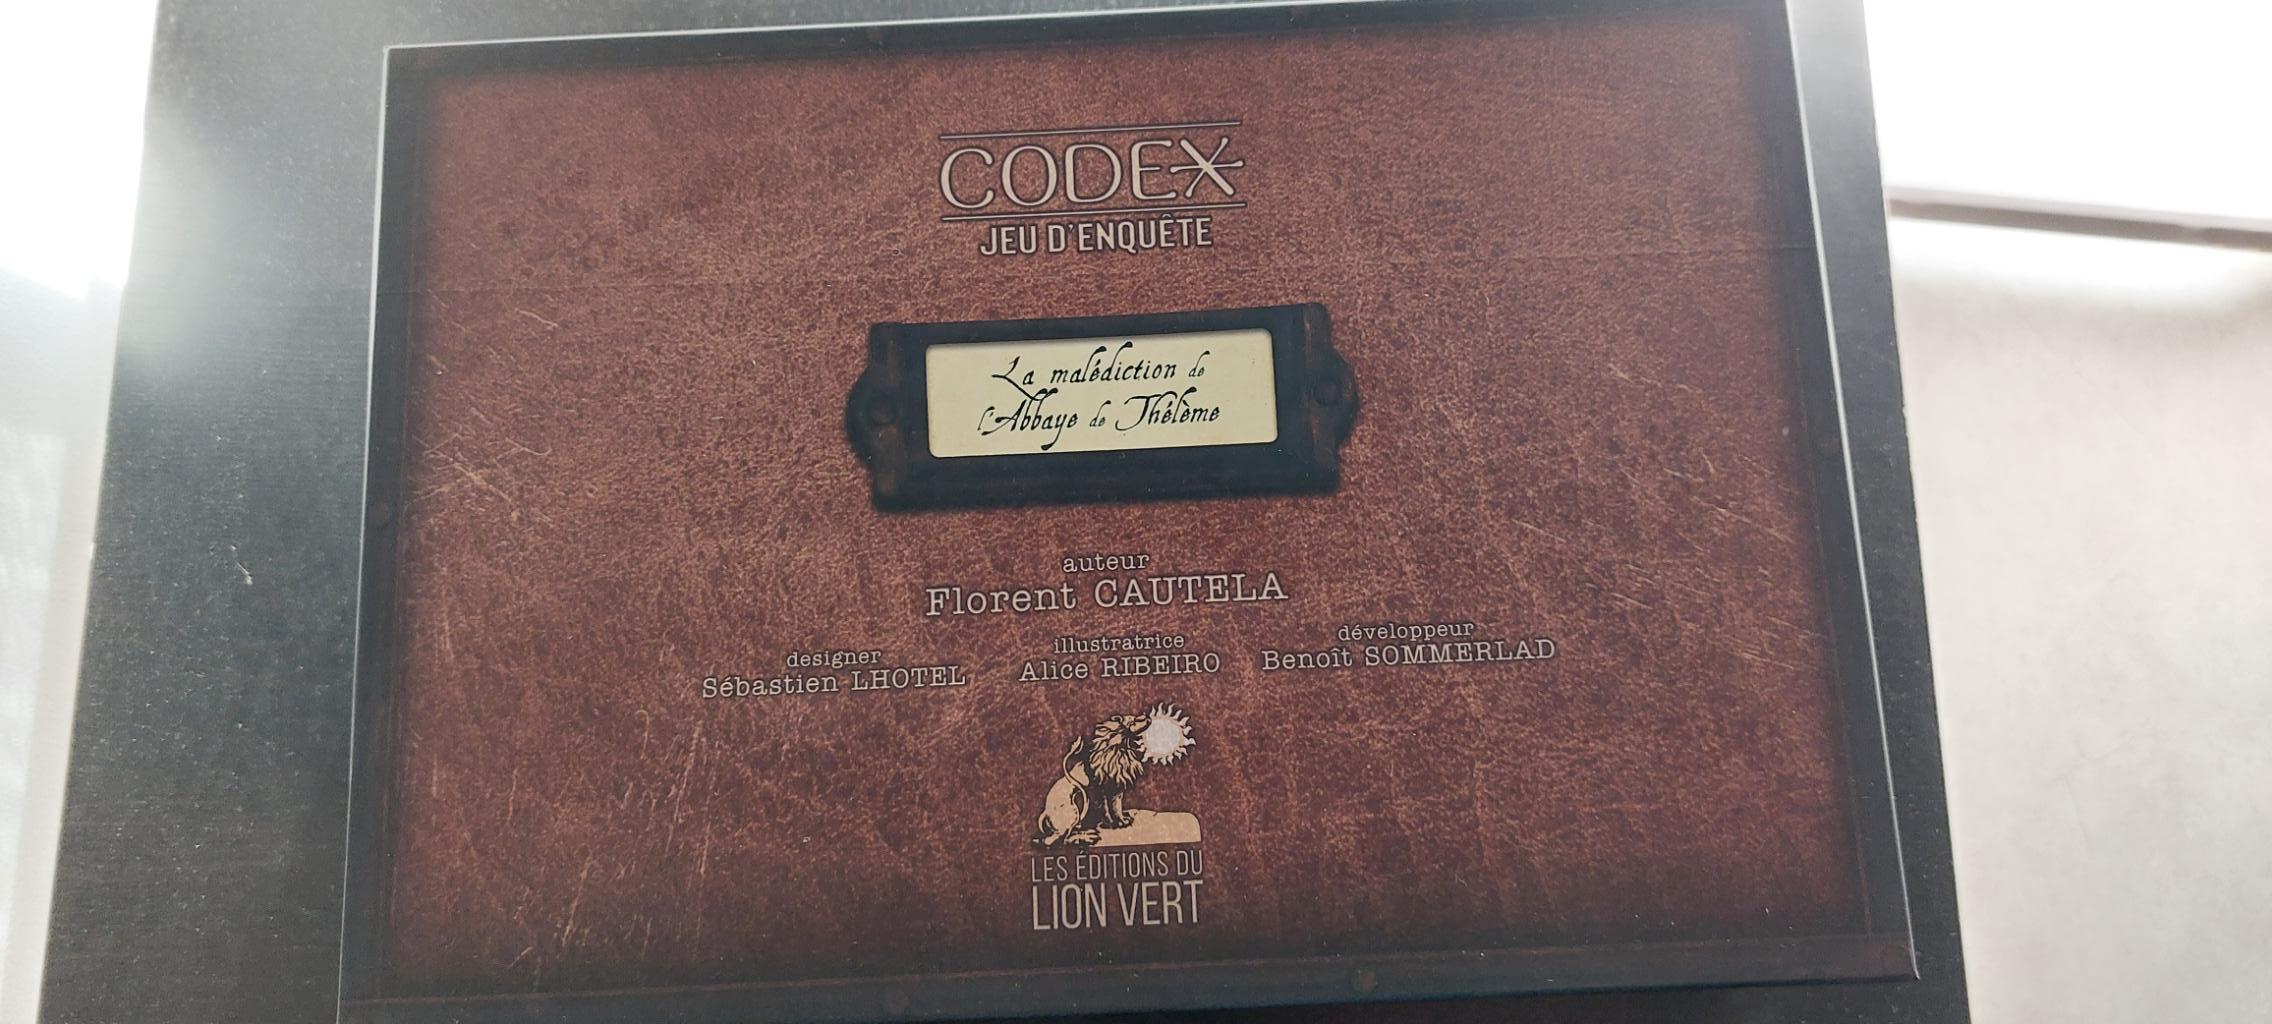 CODEX
JEU D'ENQUÊTE
La malédiction de
l'Abbaye de Thélème
auteur
Florent CAUTELA
designer
Sébastien LHOTEL
illustratrice
Alice RIBEIRO
développeur
Benoît SOMMERLAD
LES ÉDITIONS DU
LION VERT